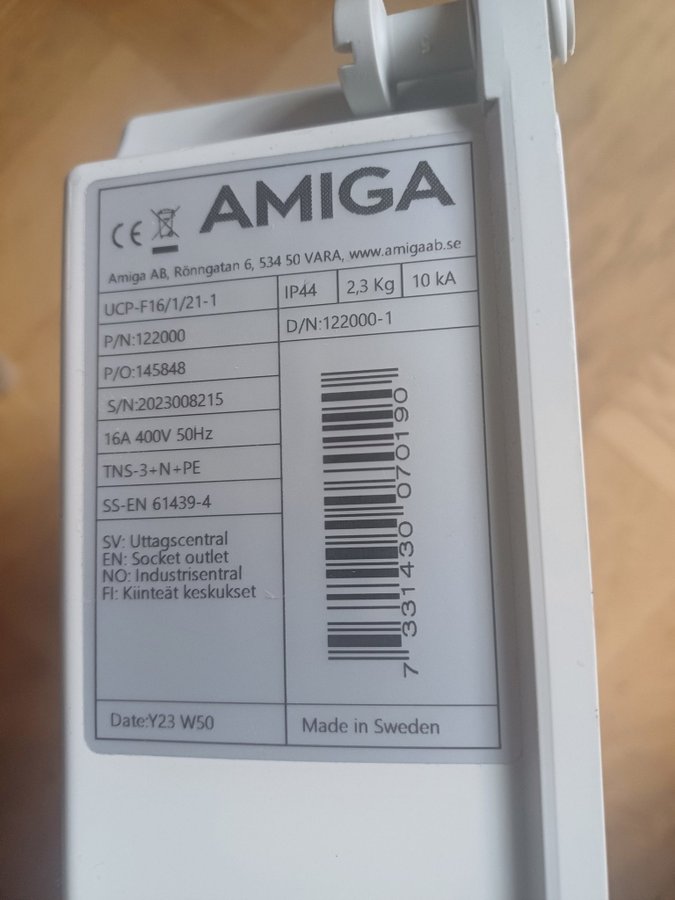 CE AMIGA
Amiga AB, Rönngatan 6, 534 50 VARA, www.amigaab.se
UCP-F16/1/21-1
IP44
2,3 Kg
10 kA
P/N:122000
D/N:122000-1
P/O:145848
S/N:2023008215
16A 400V 50Hz
TNS-3+N+PE
SS-EN 61439-4
SV: Uttagscentral
EN: Socket outlet
NO: Industrisentral
FI: Kiinteät keskukset
7 331430 070190
Date:Y23 W50
Made in Sweden